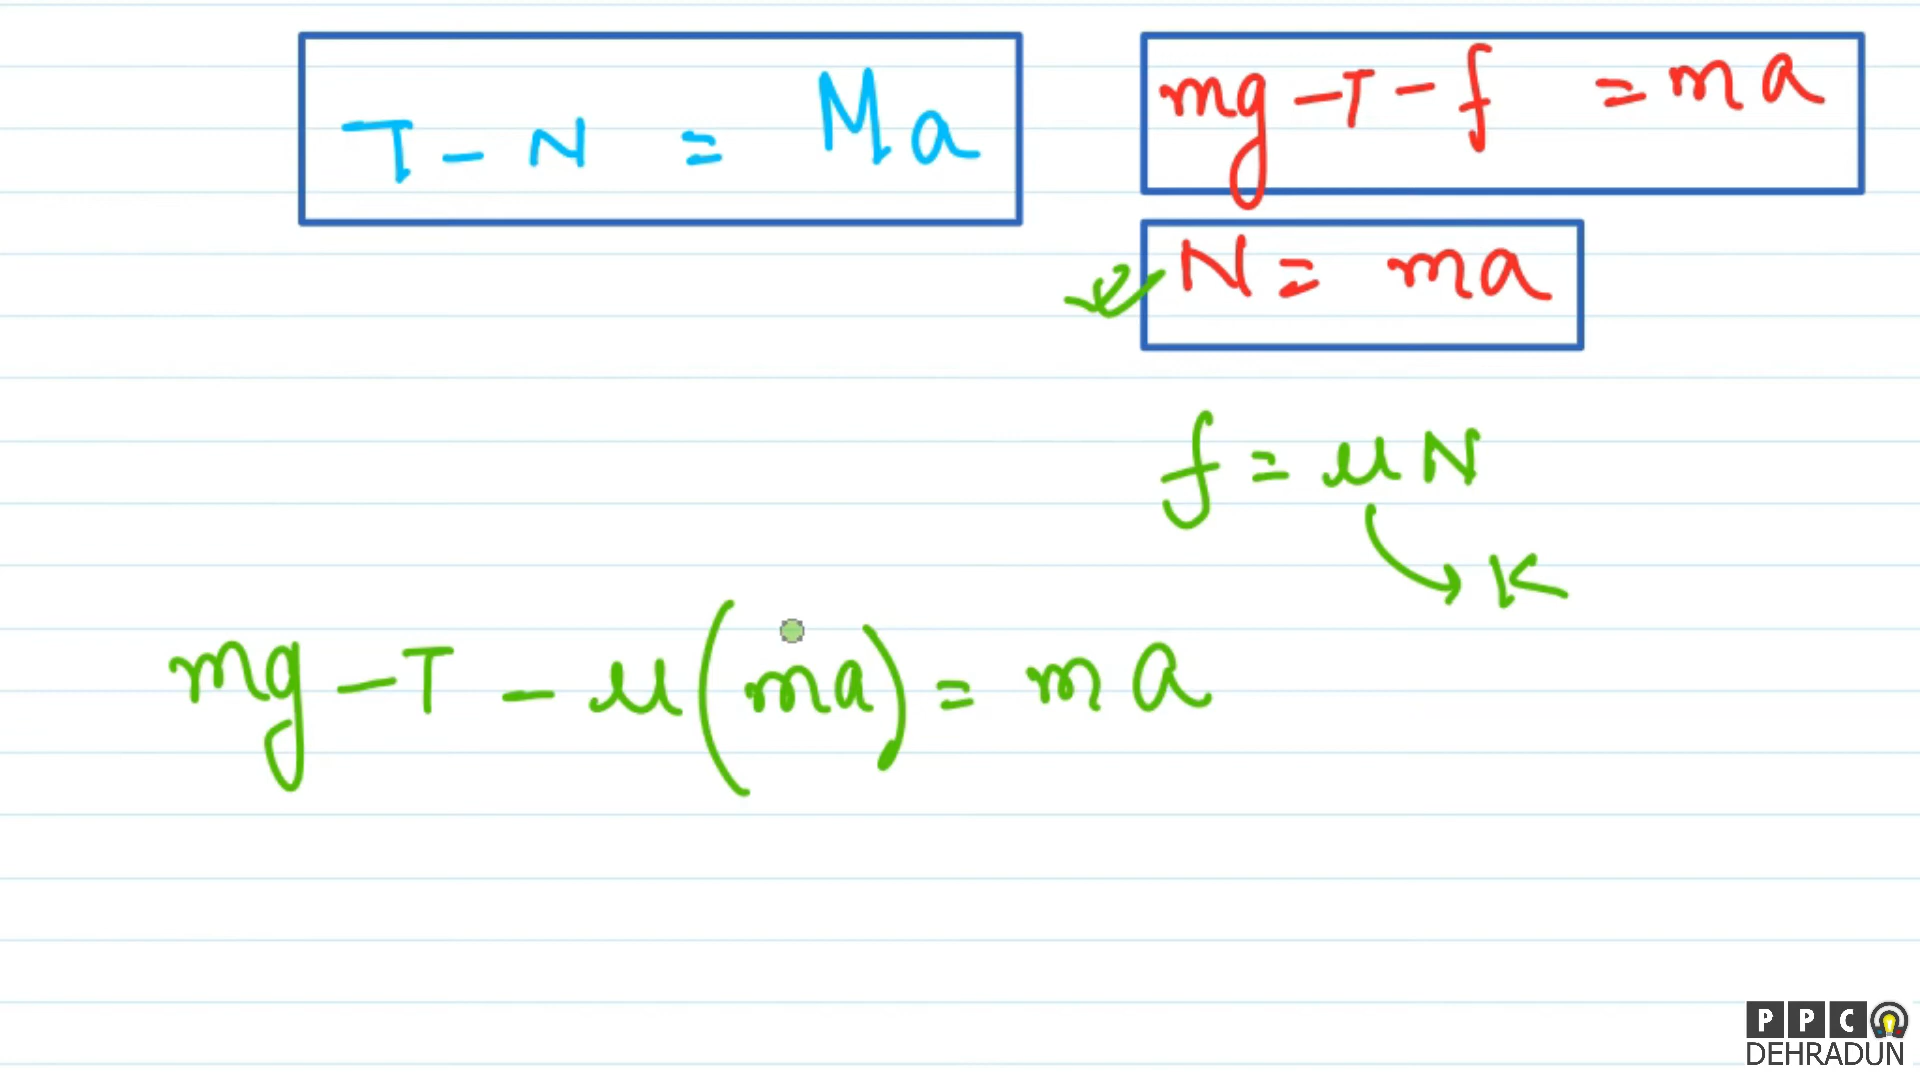 T - N = Ma
mg - T - f = ma
N = ma
f = μN
K
mg - T - μ(ma) = ma
PPC
DEHRADUN